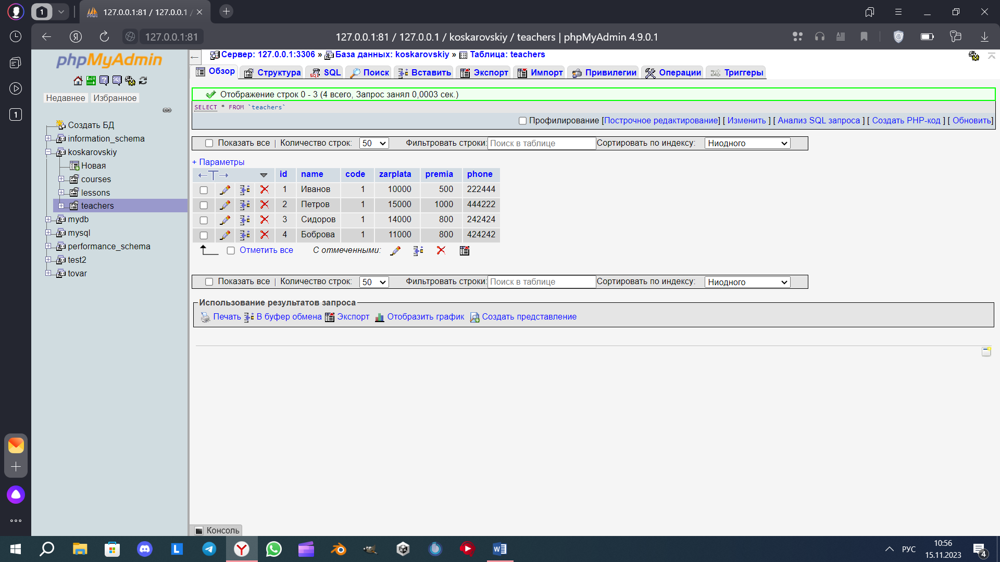 1
127.0.0.1:81 / 127.0.0.1 /
127.0.0.1:81
127.0.0.1:81 / 127.0.0.1 / koskarovskiy / teachers | phpMyAdmin 4.9.0.1
1
phpMyAdmin
Недавнее Избранное
Создать БД
information_schema
koskarovskiy
Новая
courses
lessons
teachers
mydb
mysql
performance_schema
test2
tovar
Сервер: 127.0.0.1:3306 » База данных: koskarovskiy » Таблица: teachers
Обзор Структура SQL Поиск Вставить Экспорт Импорт Привилегии Операции Триггеры
Отображение строк 0 - 3 (4 всего, Запрос занял 0,0003 сек.)
SELECT * FROM `teachers`
Профилирование [Построчное редактирование] [ Изменить ] [ Анализ SQL запроса ] [ Создать PHP-код ] [ Обновить]
Показать все | Количество строк: 50 Фильтровать строки: Поиск в таблице Сортировать по индексу: Ниодного
+ Параметры
←T→ id name code zarplata premia phone
1 Иванов 1 10000 500 222444
2 Петров 1 15000 1000 444222
3 Сидоров 1 14000 800 242424
4 Боброва 1 11000 800 424242
Отметить все С отмеченными:
Показать все | Количество строк: 50 Фильтровать строки: Поиск в таблице Сортировать по индексу: Ниодного
Использование результатов запроса
Печать В буфер обмена Экспорт Отобразить график Создать представление
Консоль
РУС
10:56
15.11.2023
4